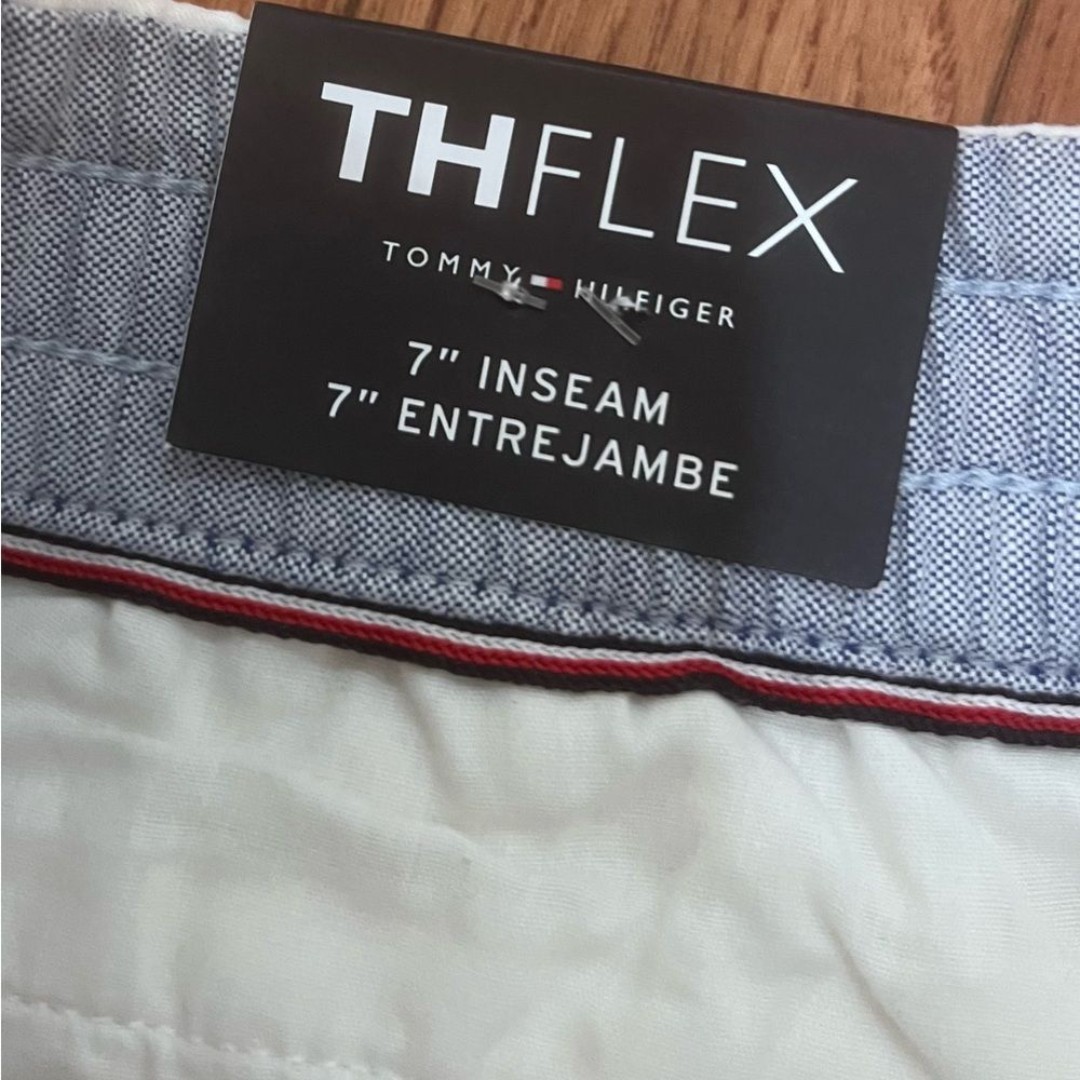 THFLEX
TOMMY HILFIGER
7" INSEAM
7" ENTREJAMBE